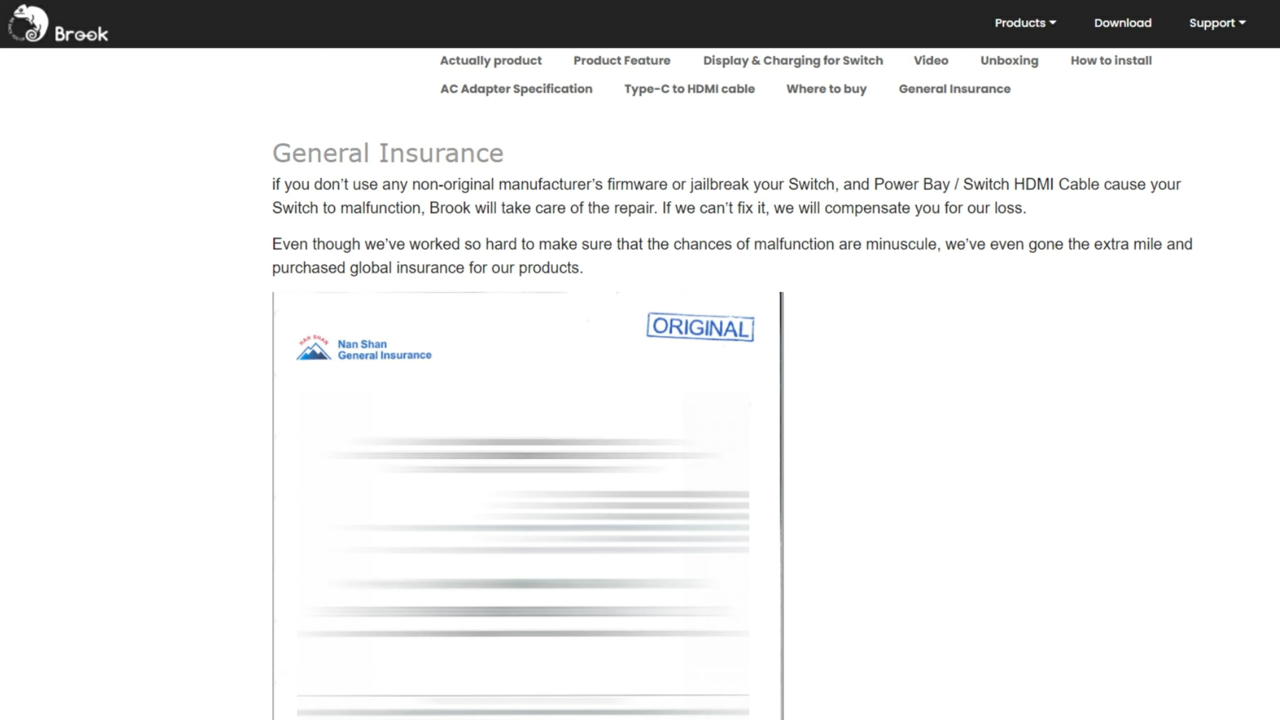 Brook
Products Download Support
Actually product Product Feature Display & Charging for Switch Video Unboxing How to install
AC Adapter Specification Type-C to HDMI cable Where to buy General Insurance
General Insurance
if you don't use any non-original manufacturer's firmware or jailbreak your Switch, and Power Bay / Switch HDMI Cable cause your
Switch to malfunction, Brook will take care of the repair. If we can't fix it, we will compensate you for our loss.
Even though we've worked so hard to make sure that the chances of malfunction are minuscule, we've even gone the extra mile and
purchased global insurance for our products.
ORIGINAL
NAN SHAN
Nan Shan
General Insurance